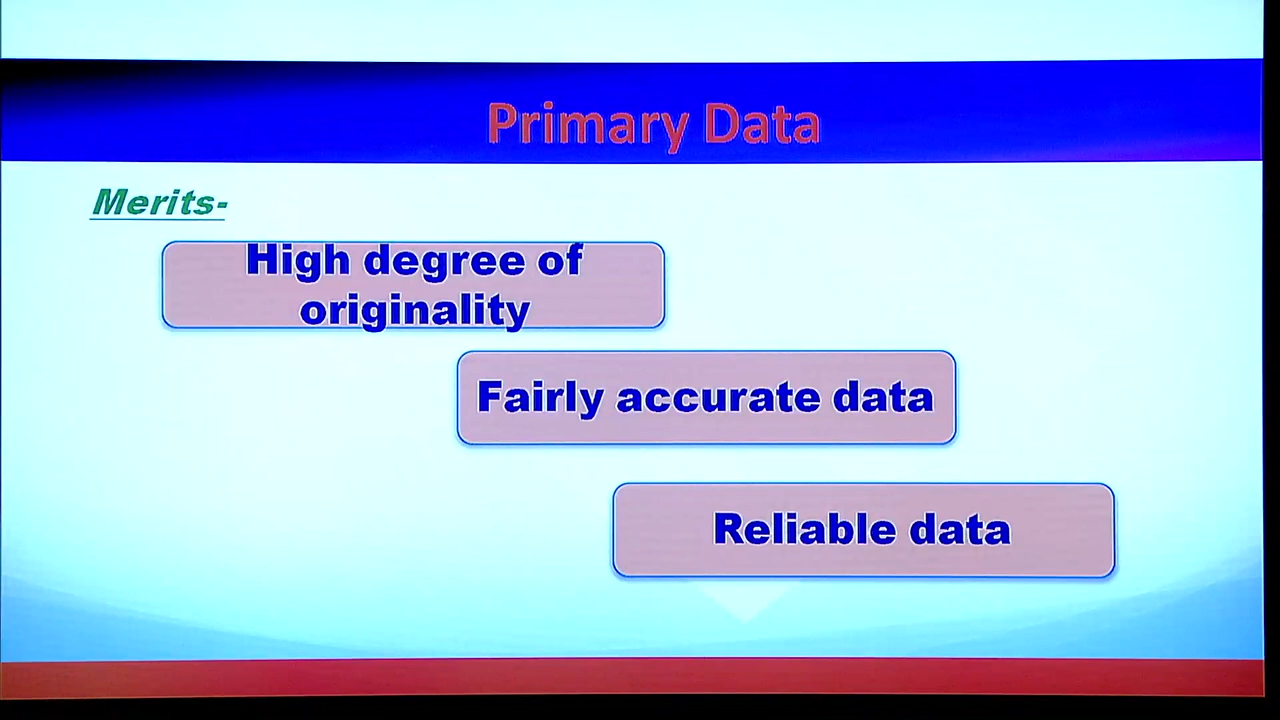 Primary Data
Merits-
High degree of
originality
Fairly accurate data
Reliable data